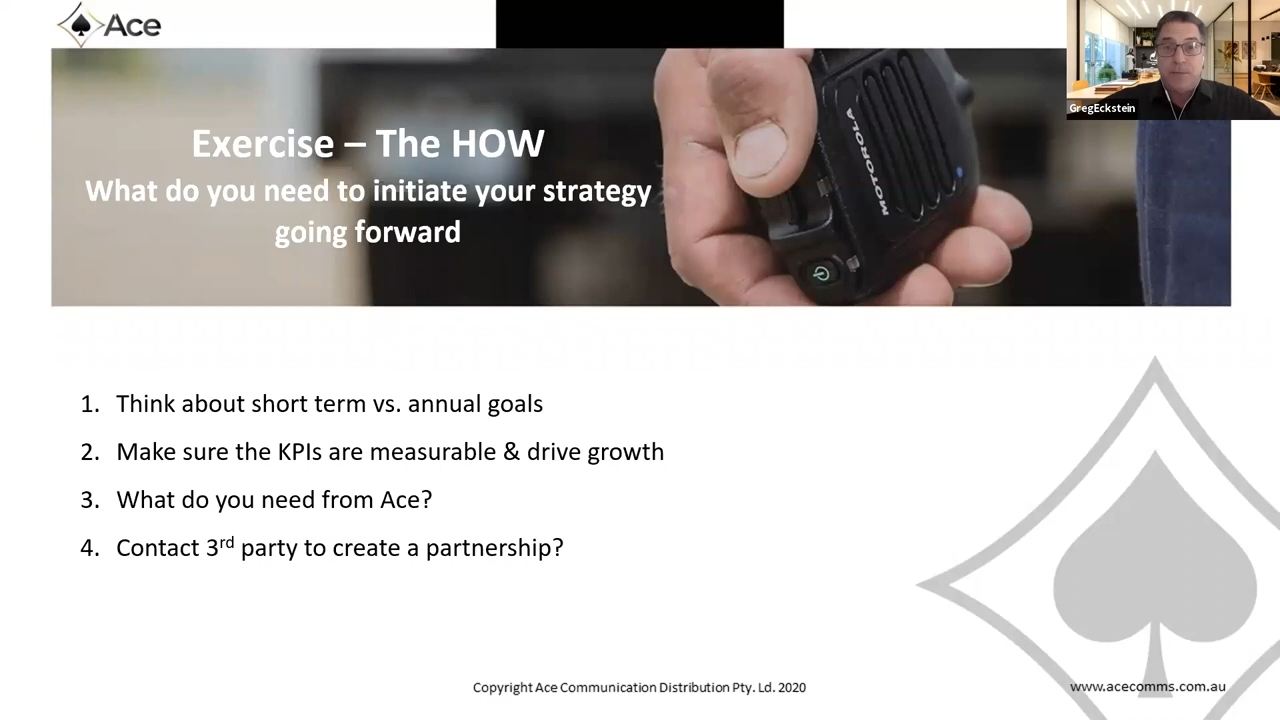 Ace
GregEckstein
Exercise – The HOW
What do you need to initiate your strategy
going forward
MOTOROLA
1. Think about short term vs. annual goals
2. Make sure the KPIs are measurable & drive growth
3. What do you need from Ace?
4. Contact 3rd party to create a partnership?
Copyright Ace Communication Distribution Pty. Ld. 2020
www.acecomms.com.au